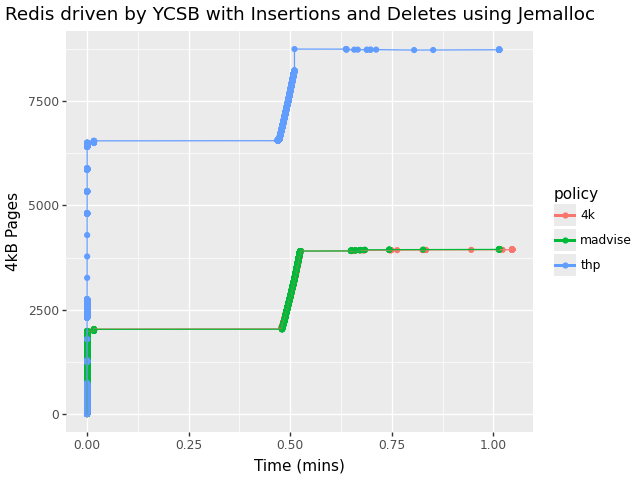 Redis driven by YCSB with Insertions and Deletes using Jemalloc
4kB Pages
7500
5000
2500
0
0.00
0.25
0.50
0.75
1.00
Time (mins)
policy
4k
madvise
thp